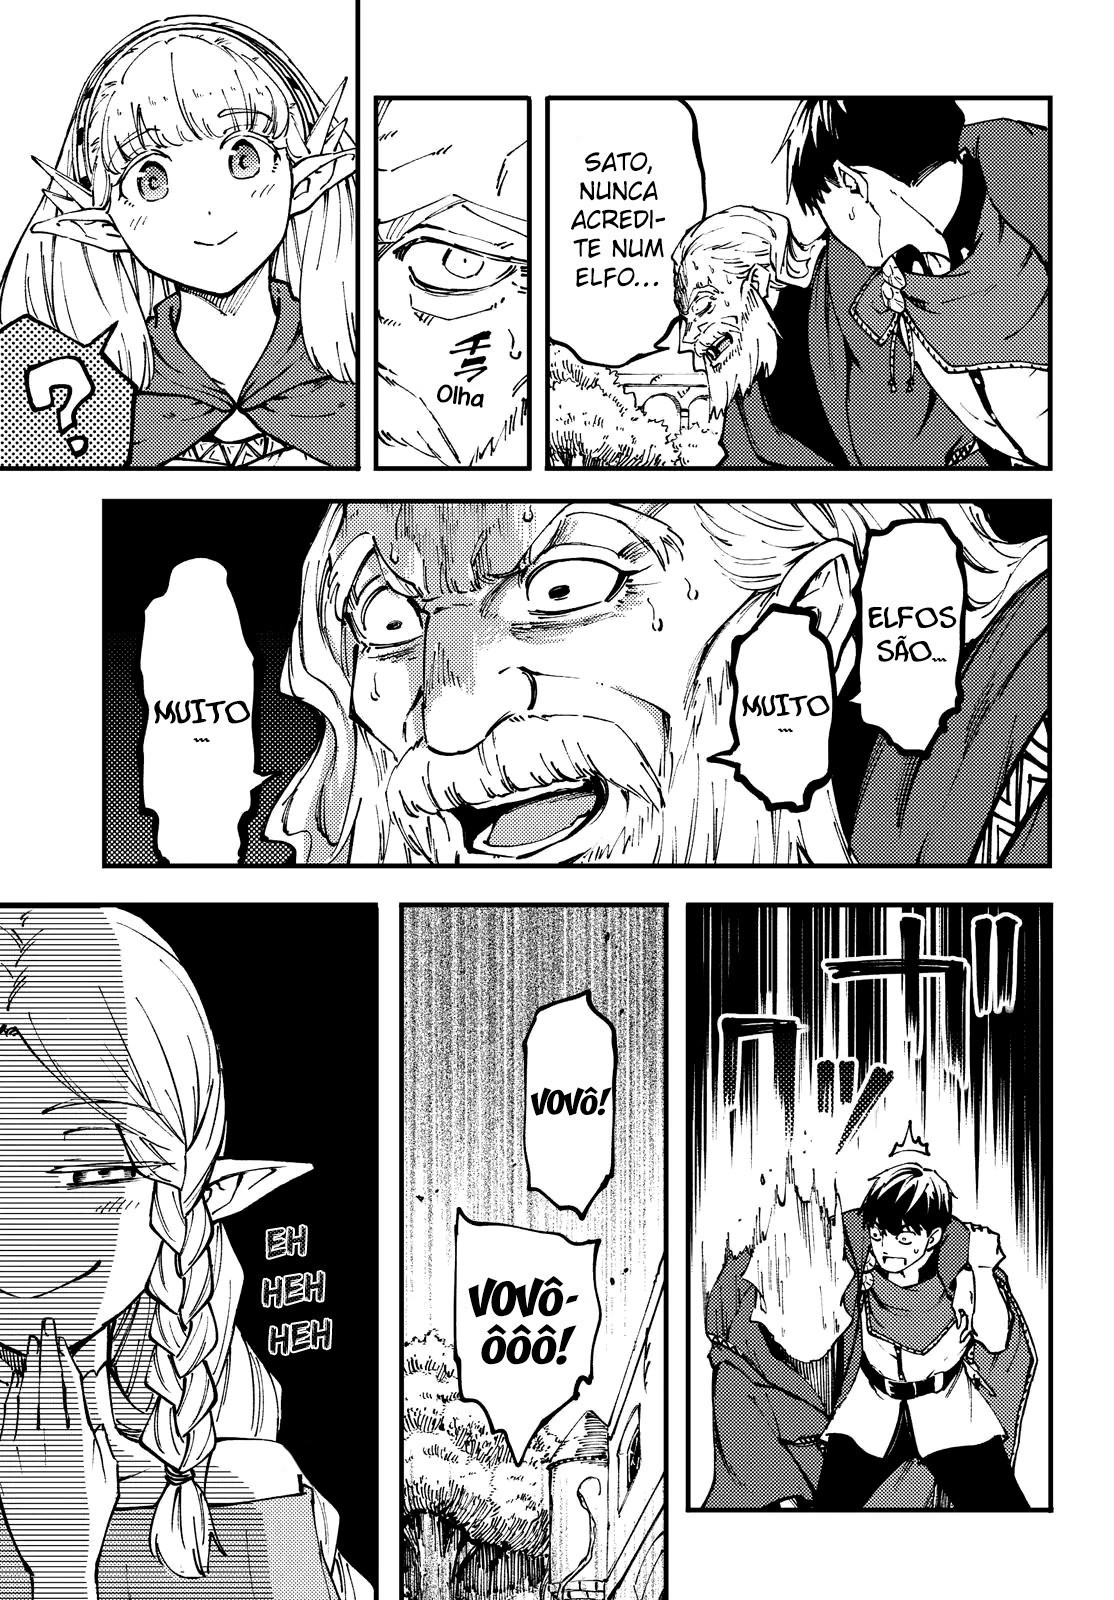 SATO,
NUNCA
ACREDI-
TE NUM
ELFO...
Olha
?
ELFOS
SÃO...
MUITO
...
MUITO
...
VOVÔ!
VOVÔ-
ÔÔÔ!
EH
HEH
HEH